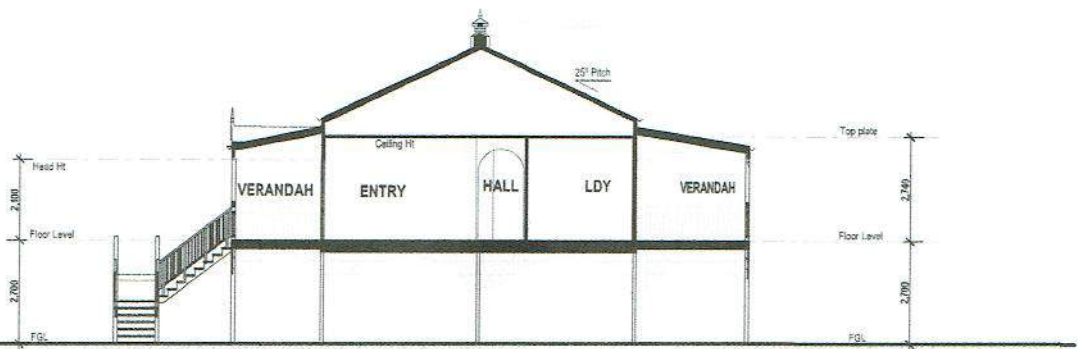 25° Pitch
Top plate
Ceiling Ht
Head Ht
VERANDAH
ENTRY
HALL
LDY
VERANDAH
2,100
2,740
Floor Level
Floor Level
2,700
2,700
FGL
FGL